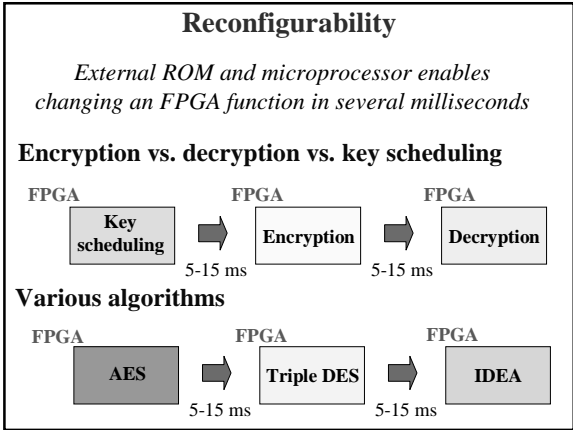 Reconfigurability
External ROM and microprocessor enables
changing an FPGA function in several milliseconds
Encryption vs. decryption vs. key scheduling
FPGA FPGA FPGA
Key
scheduling
Encryption
Decryption
5-15 ms 5-15 ms
Various algorithms
FPGA FPGA FPGA
AES Triple DES IDEA
5-15 ms 5-15 ms